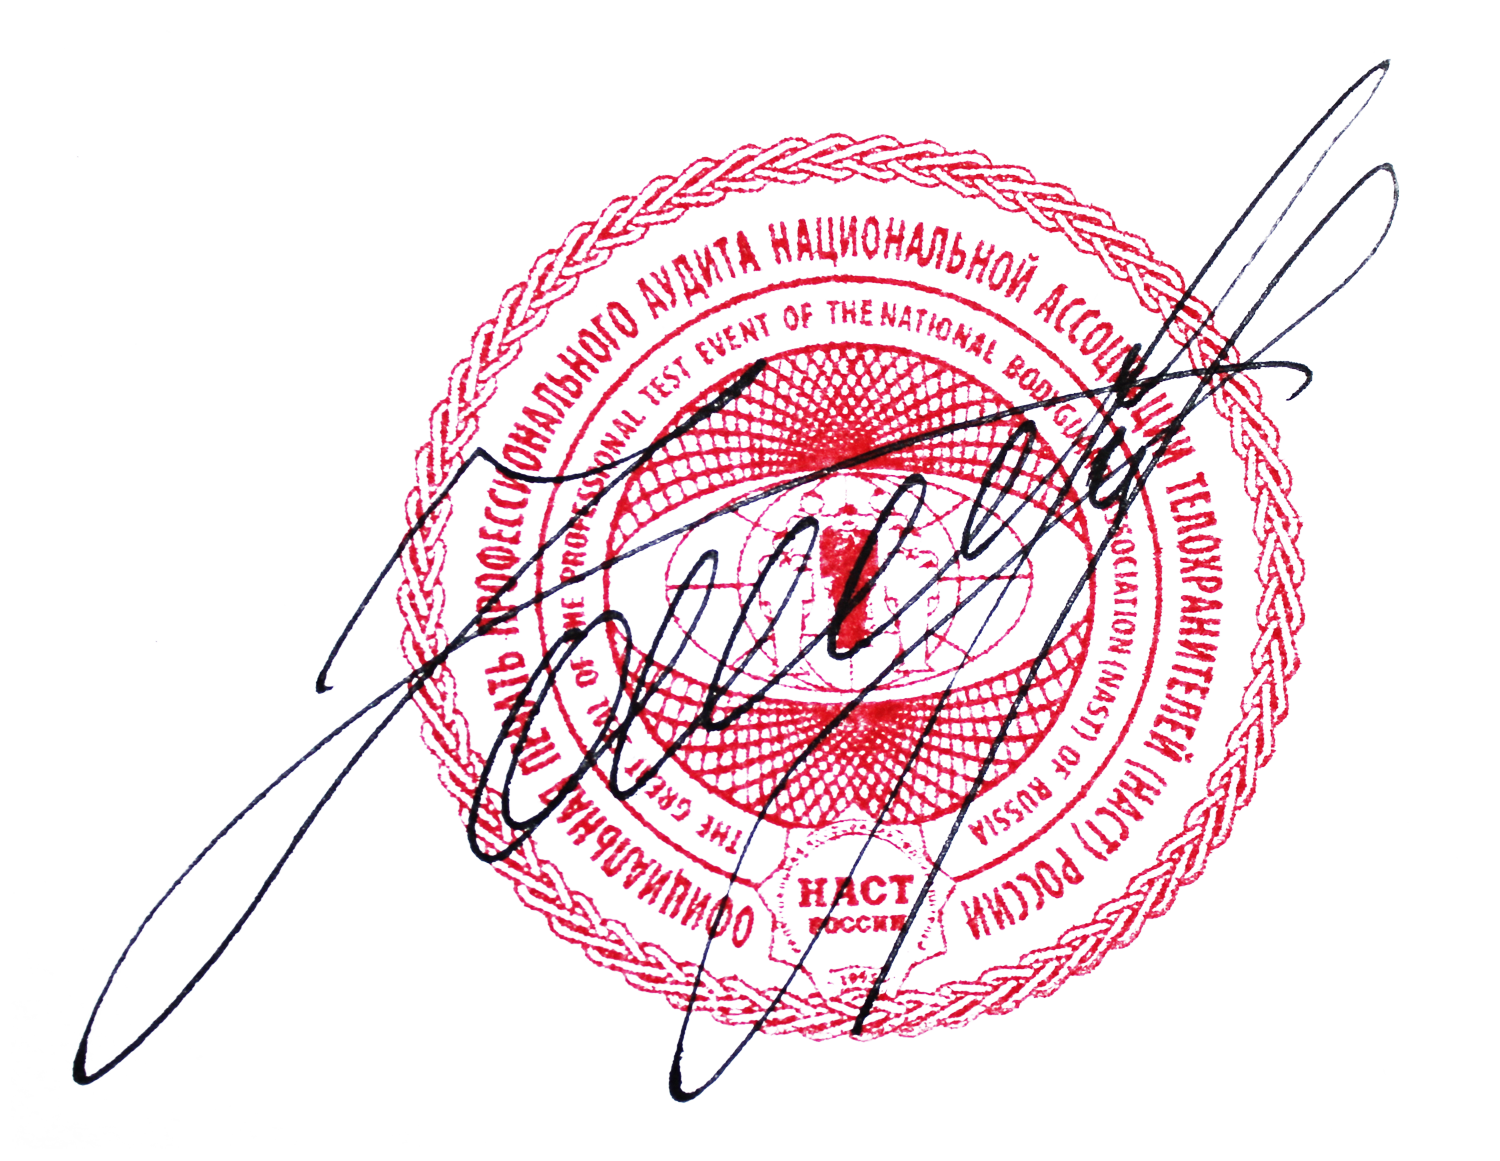 ОФИЦИАЛЬНАЯ ПЕЧАТЬ ПРОФЕССИОНАЛЬНОГО АУДИТА НАЦИОНАЛЬНОЙ АССОЦИАЦИИ ТЕЛОХРАНИТЕЛЕЙ (НАСТ) РОССИИ
THE GREAT SEAL OF THE PROFESSIONAL TEST EVENT OF THE NATIONAL BODYGUARD ASSOCIATION (NAST) OF RUSSIA
НАСТ
РОССИИ